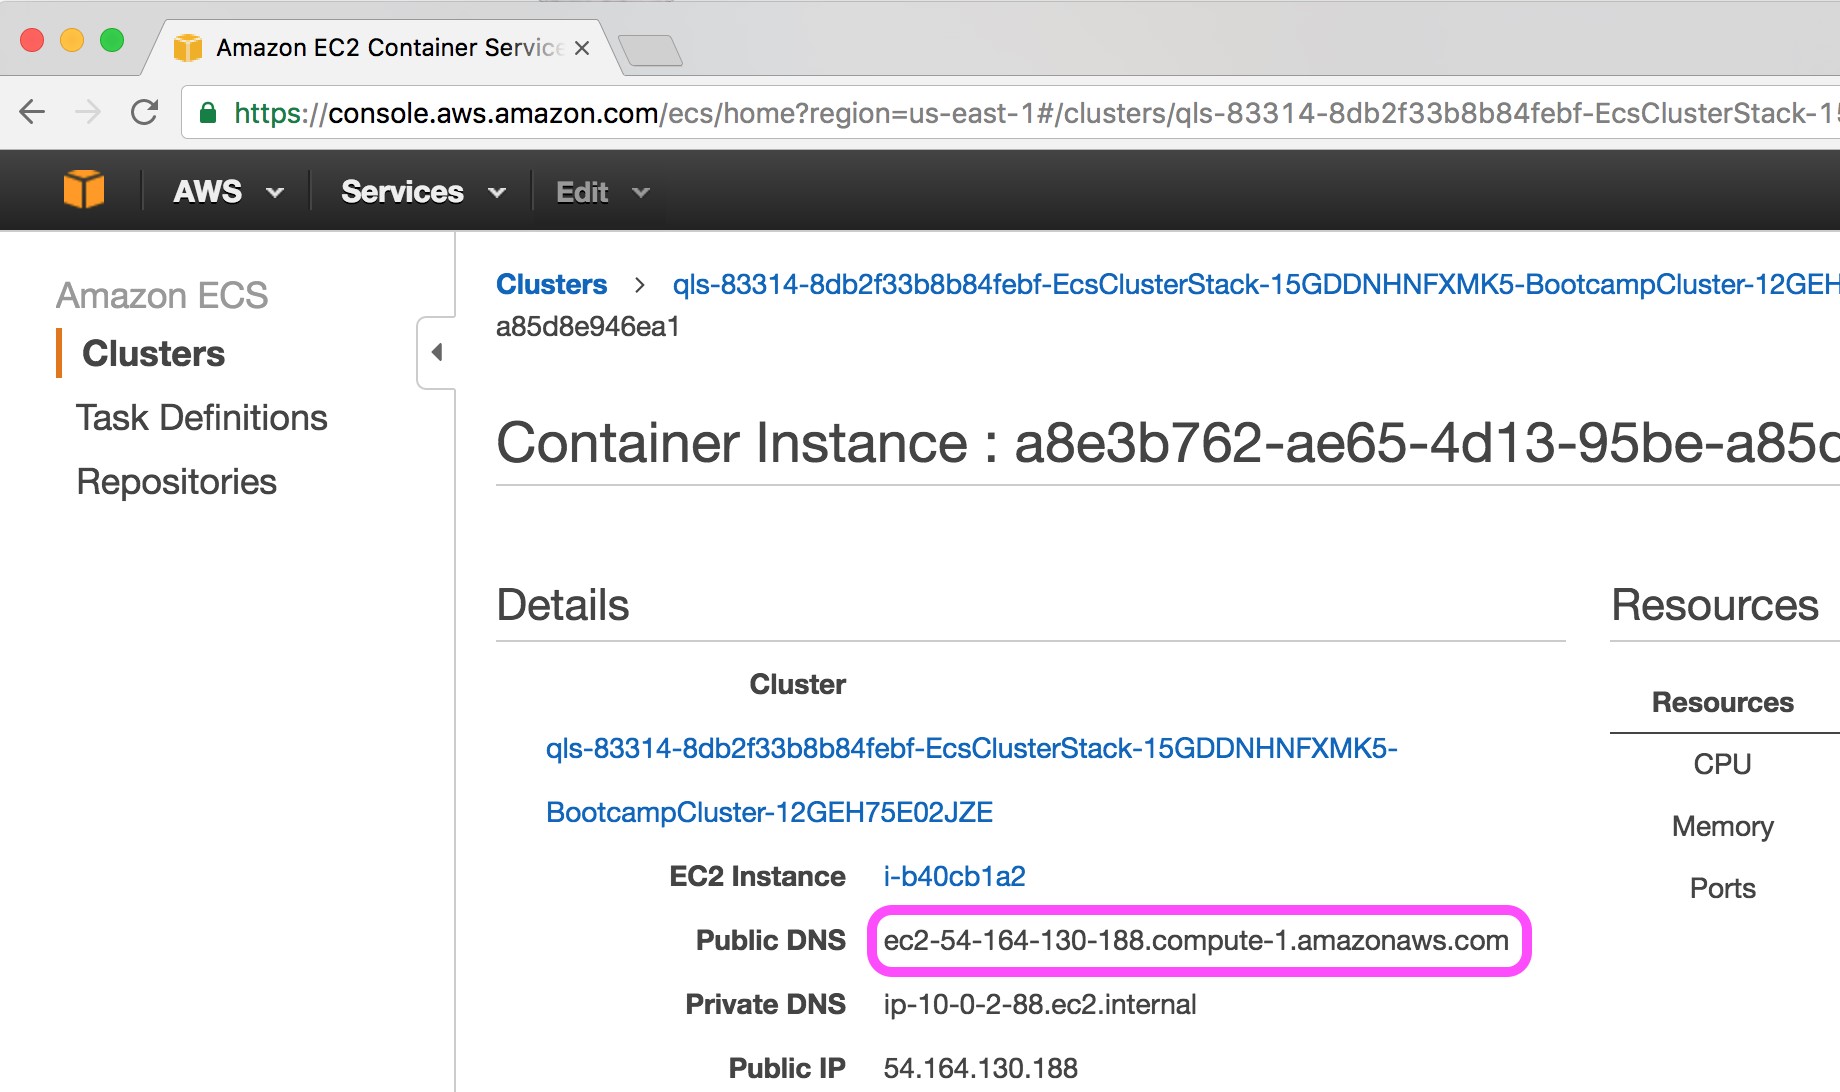 Amazon EC2 Container Service
https://console.aws.amazon.com/ecs/home?region=us-east-1#/clusters/qls-83314-8db2f33b8b84febf-EcsClusterStack-15
AWS Services Edit
Amazon ECS
Clusters
Task Definitions
Repositories
Clusters > qls-83314-8db2f33b8b84febf-EcsClusterStack-15GDDNHNFXMK5-BootcampCluster-12GEH
a85d8e946ea1
Container Instance : a8e3b762-ae65-4d13-95be-a85d
Details
Cluster
qls-83314-8db2f33b8b84febf-EcsClusterStack-15GDDNHNFXMK5-
BootcampCluster-12GEH75E02JZE
EC2 Instance i-b40cb1a2
Public DNS ec2-54-164-130-188.compute-1.amazonaws.com
Private DNS ip-10-0-2-88.ec2.internal
Public IP 54.164.130.188
Resources
Resources
CPU
Memory
Ports